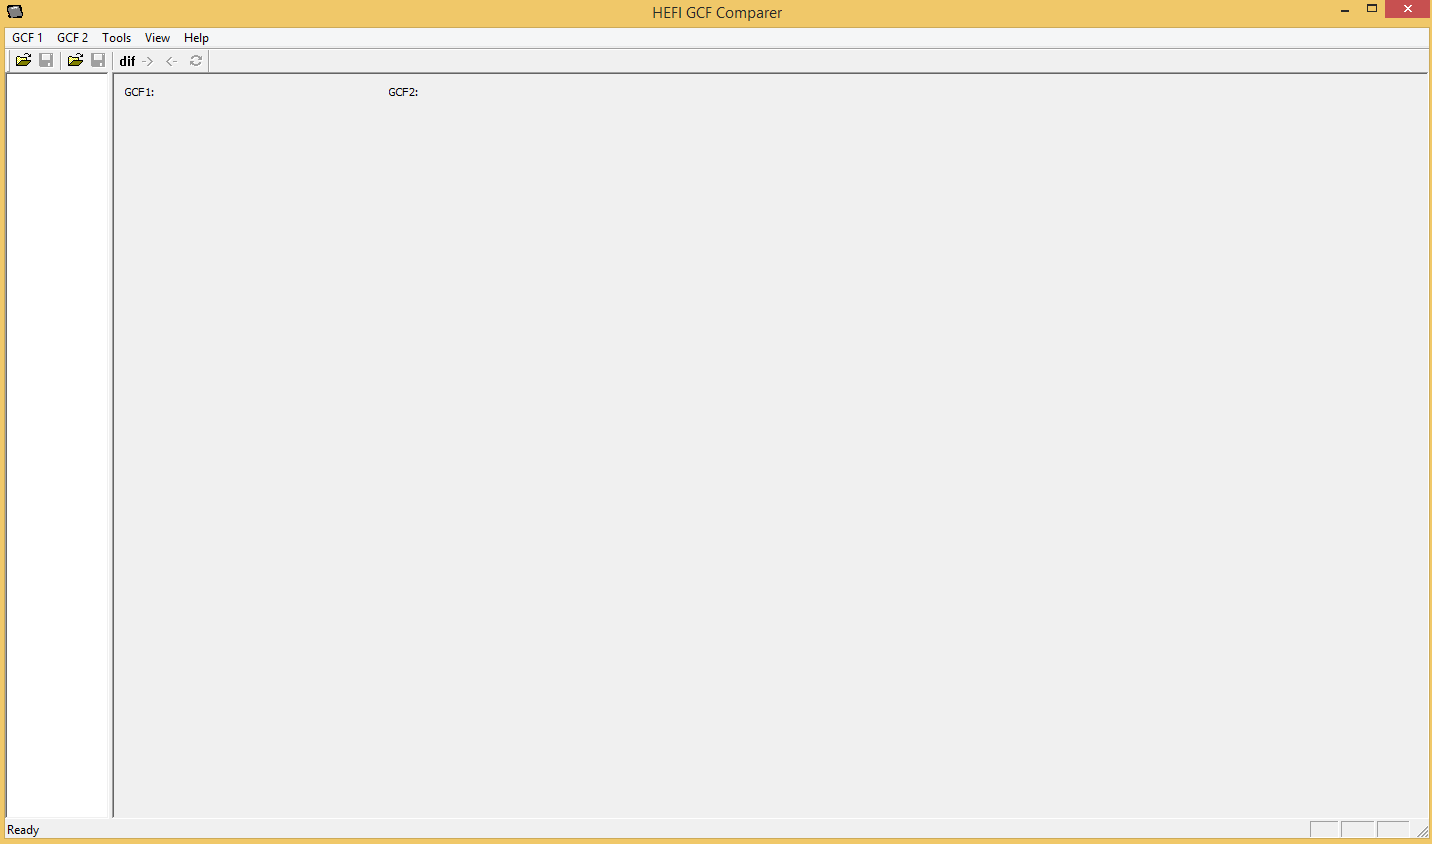 HEFI GCF Comparer
GCF 1 GCF 2 Tools View Help
dif -> <-
GCF1: GCF2:
Ready